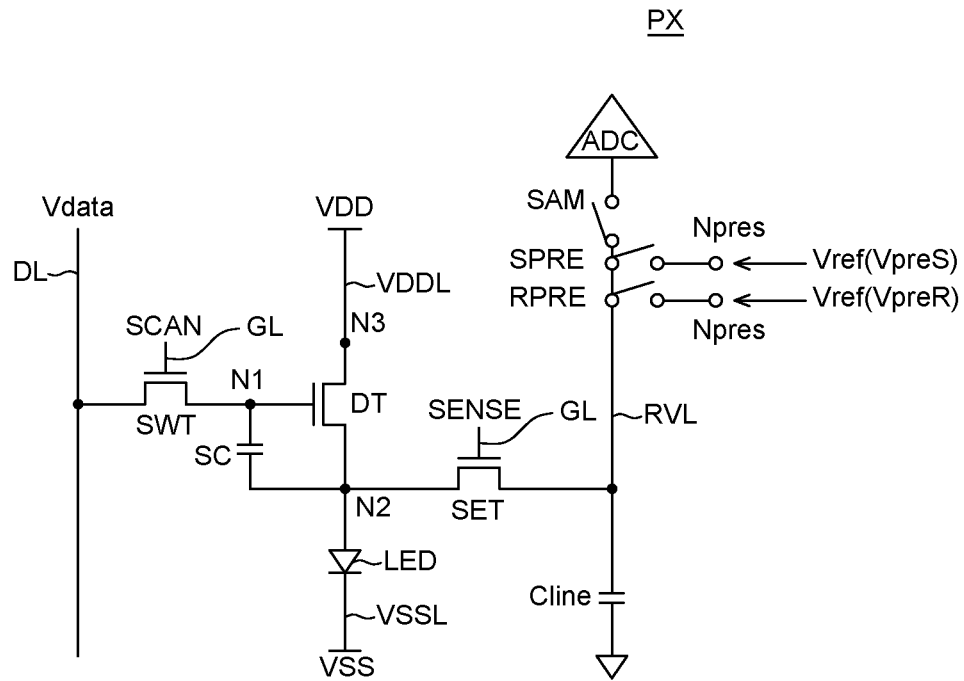 PX
ADC
Vdata
VDD
SAM
Npres
DL
SPRE
Vref(VpreS)
VDDL
RPRE
Vref(VpreR)
SCAN
GL
N3
Npres
N1
DT
SENSE
GL
RVL
SWT
SC
N2
SET
LED
Cline
VSSL
VSS